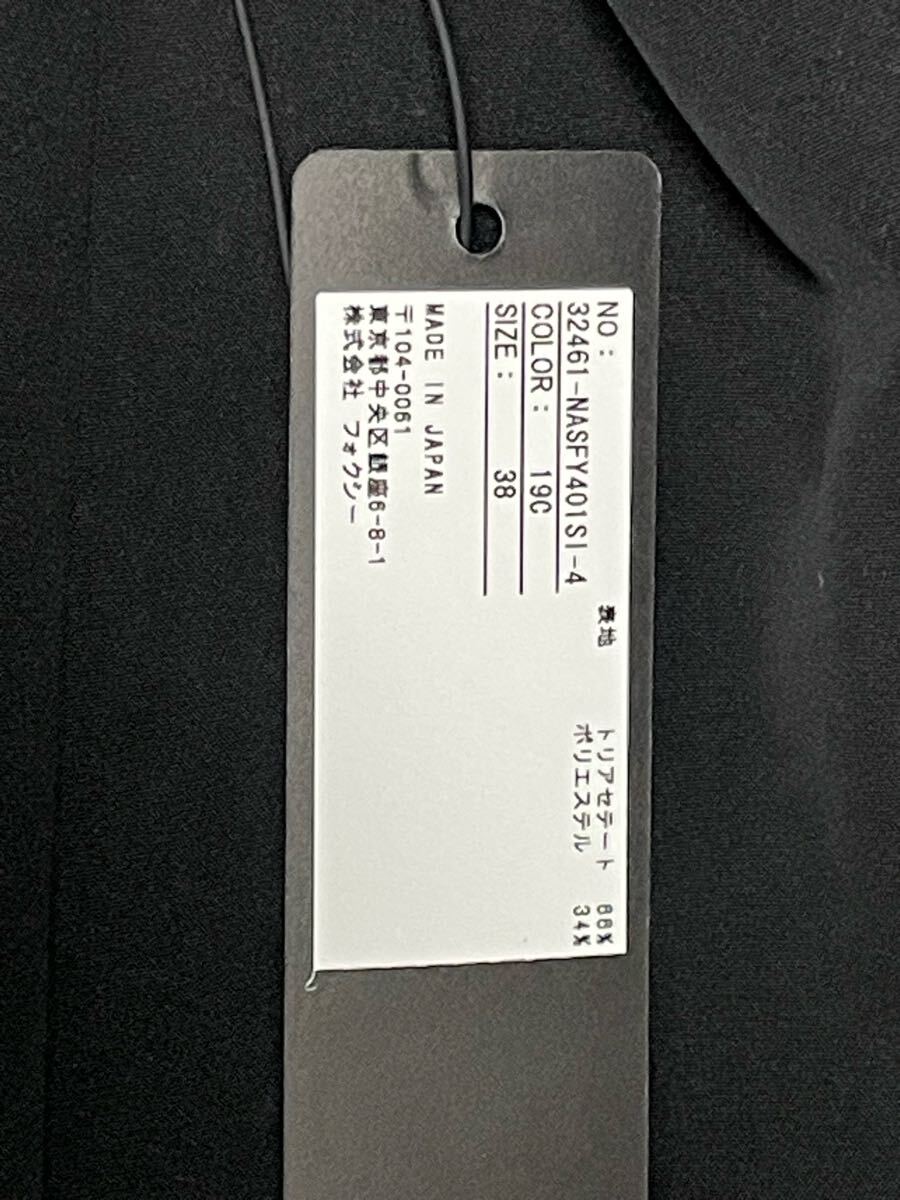 NO:
32461-NASFY401SI-4
COLOR: 19C
SIZE: 38
表地 トリアセテート 66%
ポリエステル 34%
MADE IN JAPAN
〒104-0061
東京都中央区銀座6-8-1
株式会社 フォクシー